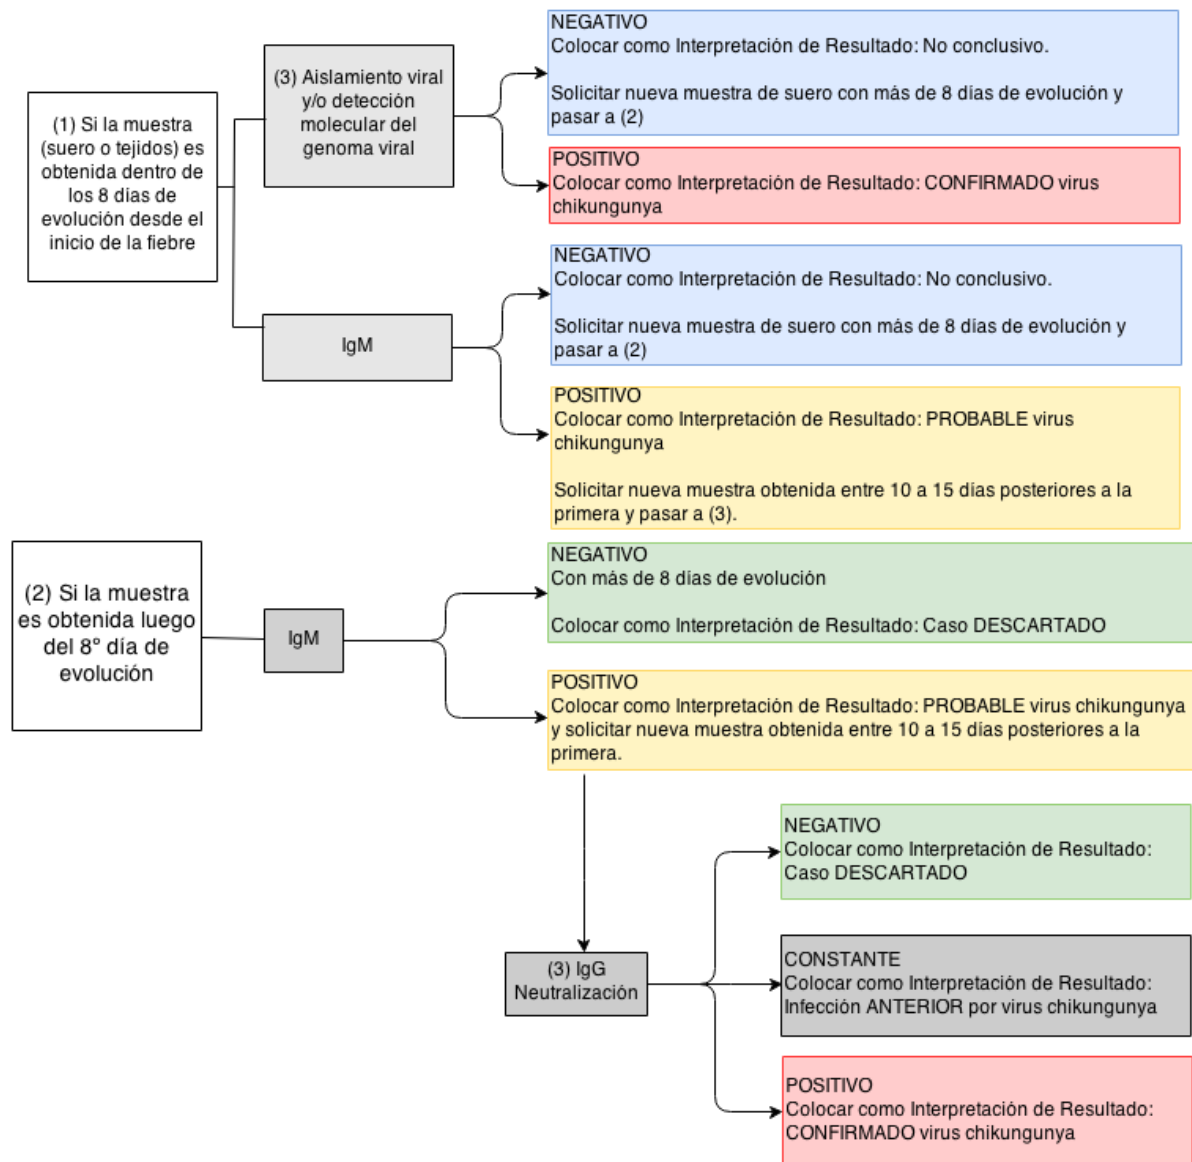 (1) Si la muestra
(suero o tejidos) es
obtenida dentro de
los 8 días de
evolución desde el
inicio de la fiebre
(3) Aislamiento viral
y/o detección
molecular del
genoma viral
NEGATIVO
Colocar como Interpretación de Resultado: No conclusivo.
Solicitar nueva muestra de suero con más de 8 días de evolución y
pasar a (2)
POSITIVO
Colocar como Interpretación de Resultado: CONFIRMADO virus
chikungunya
IgM
NEGATIVO
Colocar como Interpretación de Resultado: No conclusivo.
Solicitar nueva muestra de suero con más de 8 días de evolución y
pasar a (2)
POSITIVO
Colocar como Interpretación de Resultado: PROBABLE virus
chikungunya
Solicitar nueva muestra obtenida entre 10 a 15 días posteriores a la
primera y pasar a (3).
(2) Si la muestra
es obtenida luego
del 8º día de
evolución
IgM
NEGATIVO
Con más de 8 días de evolución
Colocar como Interpretación de Resultado: Caso DESCARTADO
POSITIVO
Colocar como Interpretación de Resultado: PROBABLE virus chikungunya
y solicitar nueva muestra obtenida entre 10 a 15 días posteriores a la
primera.
(3) IgG
Neutralización
NEGATIVO
Colocar como Interpretación de Resultado:
Caso DESCARTADO
CONSTANTE
Colocar como Interpretación de Resultado:
Infección ANTERIOR por virus chikungunya
POSITIVO
Colocar como Interpretación de Resultado:
CONFIRMADO virus chikungunya